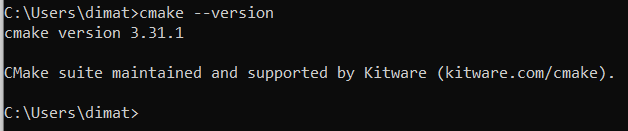 C:\Users\dimat>cmake --version
cmake version 3.31.1
CMake suite maintained and supported by Kitware (kitware.com/cmake).
C:\Users\dimat>